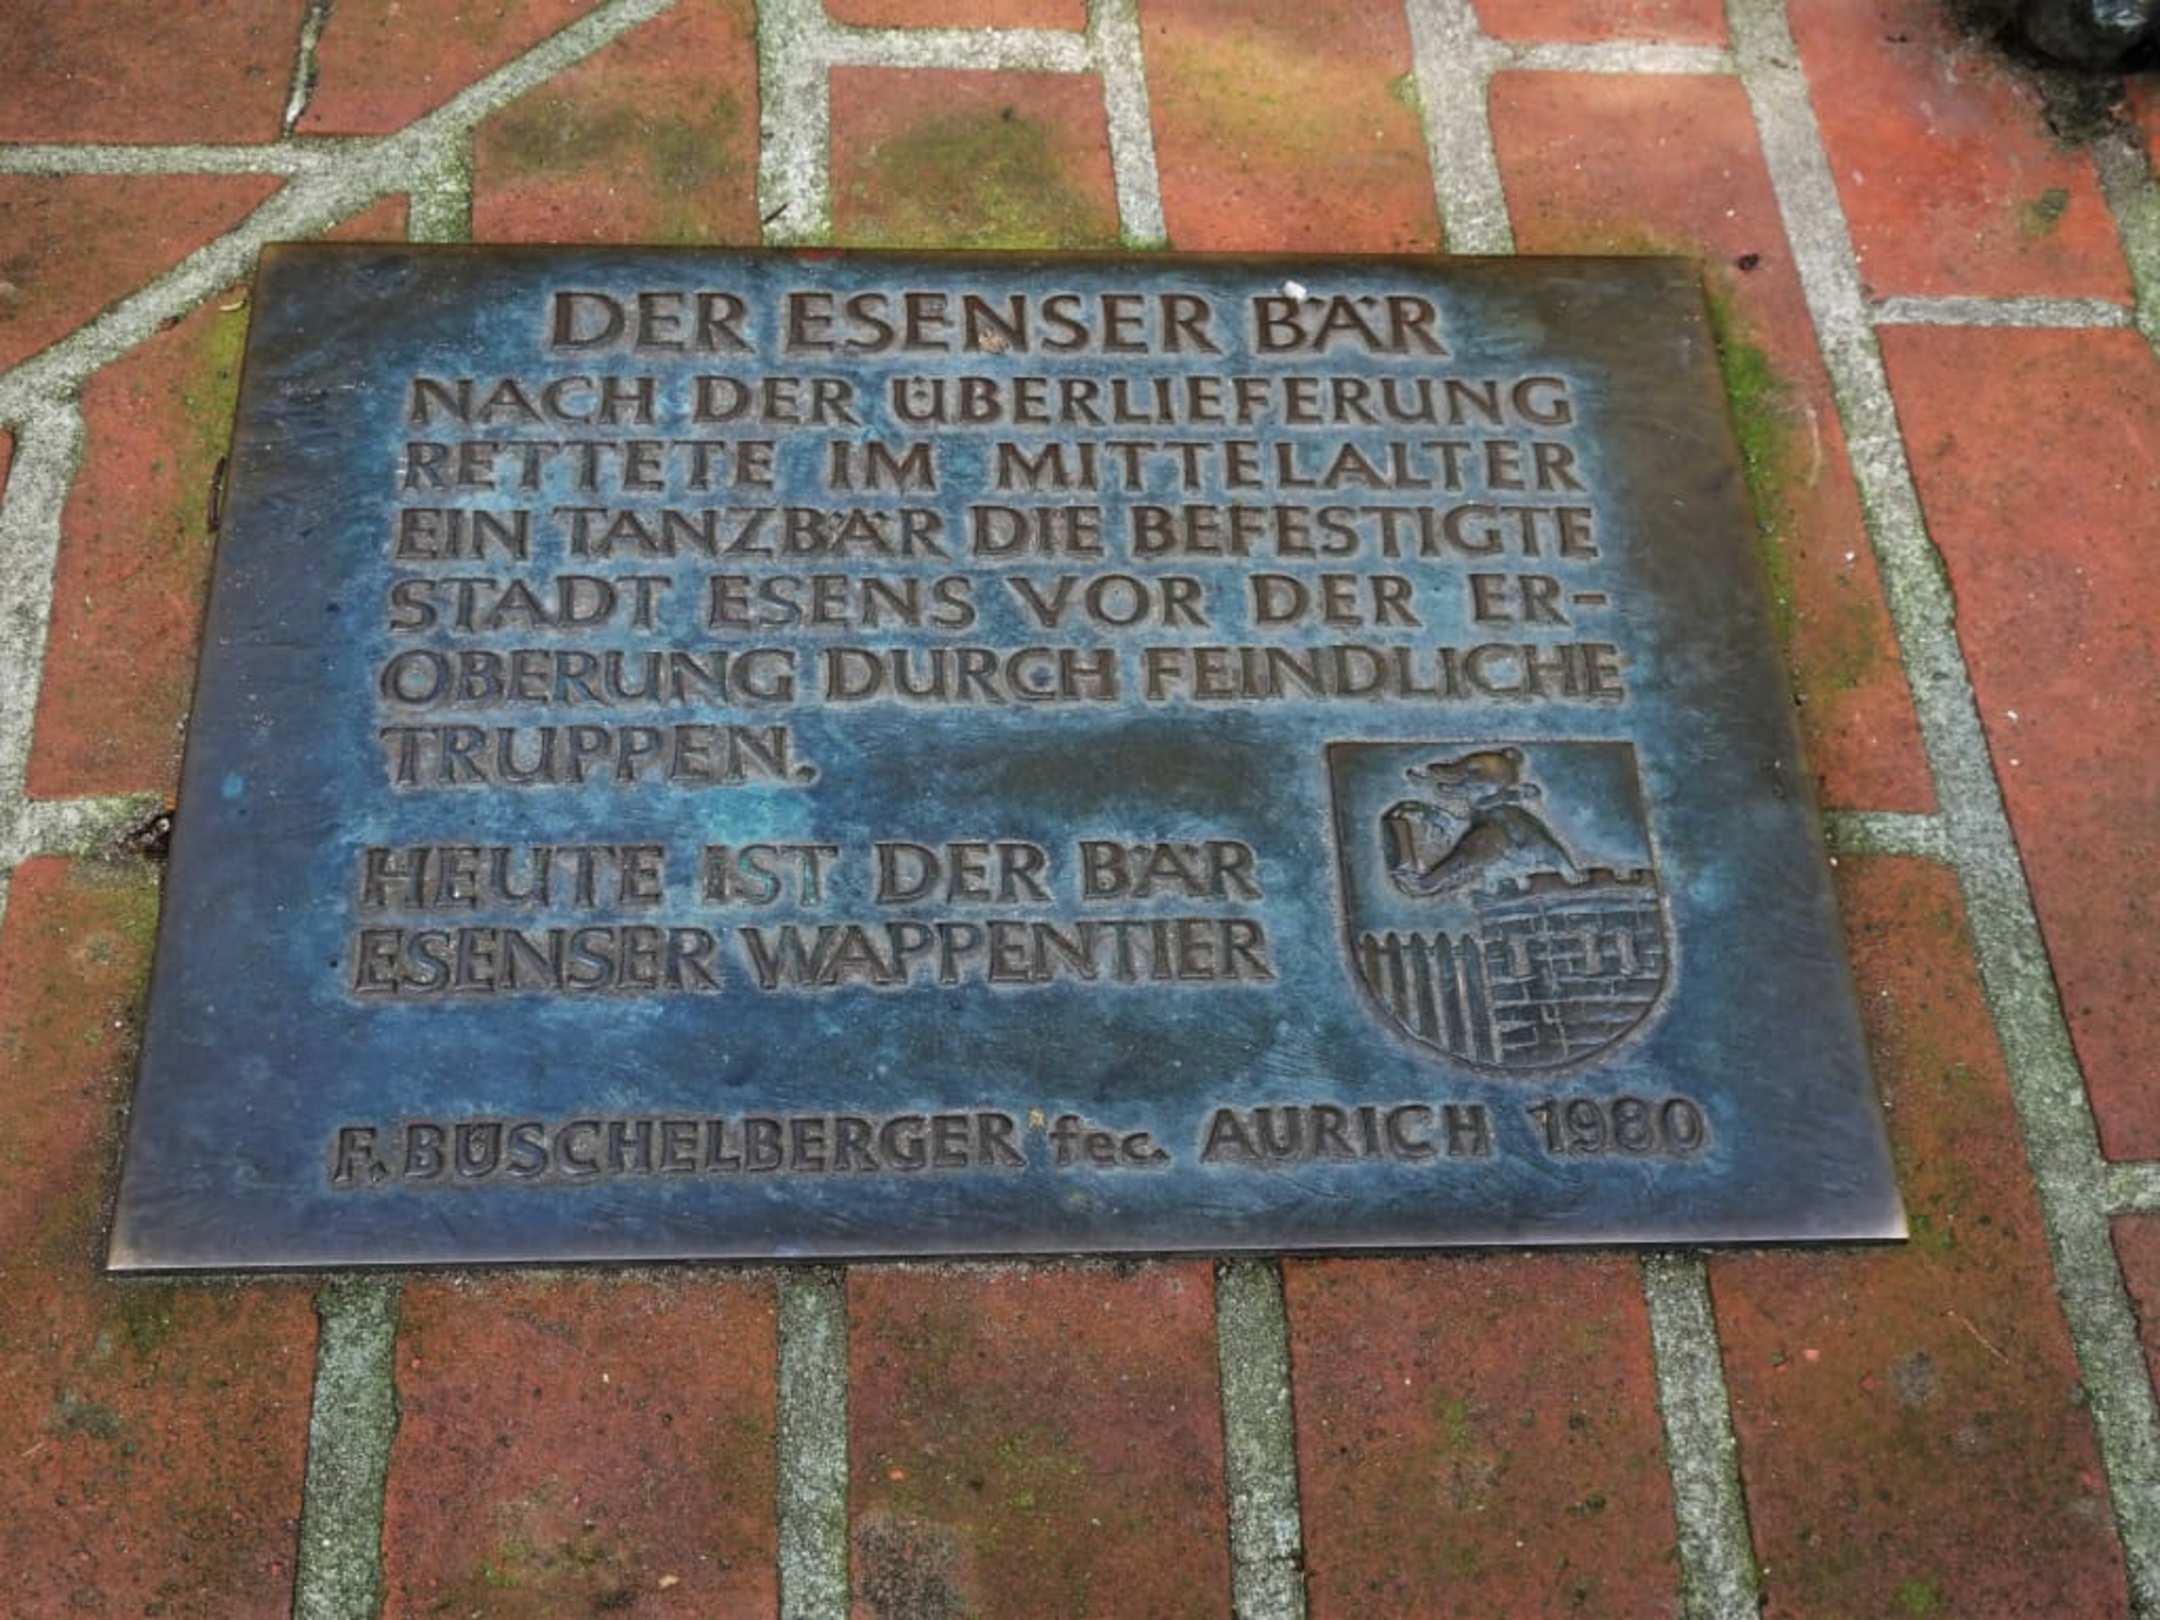 DER ESENSER BÄR
NACH DER ÜBERLIEFERUNG
RETTETE IM MITTELALTER
EIN TANZBÄR DIE BEFESTIGTE
STADT ESENS VOR DER ER-
OBERUNG DURCH FEINDLICHE
TRUPPEN.
HEUTE IST DER BÄR
ESENSER WAPPENTIER
F. BÜSCHELBERGER fec. AURICH 1980